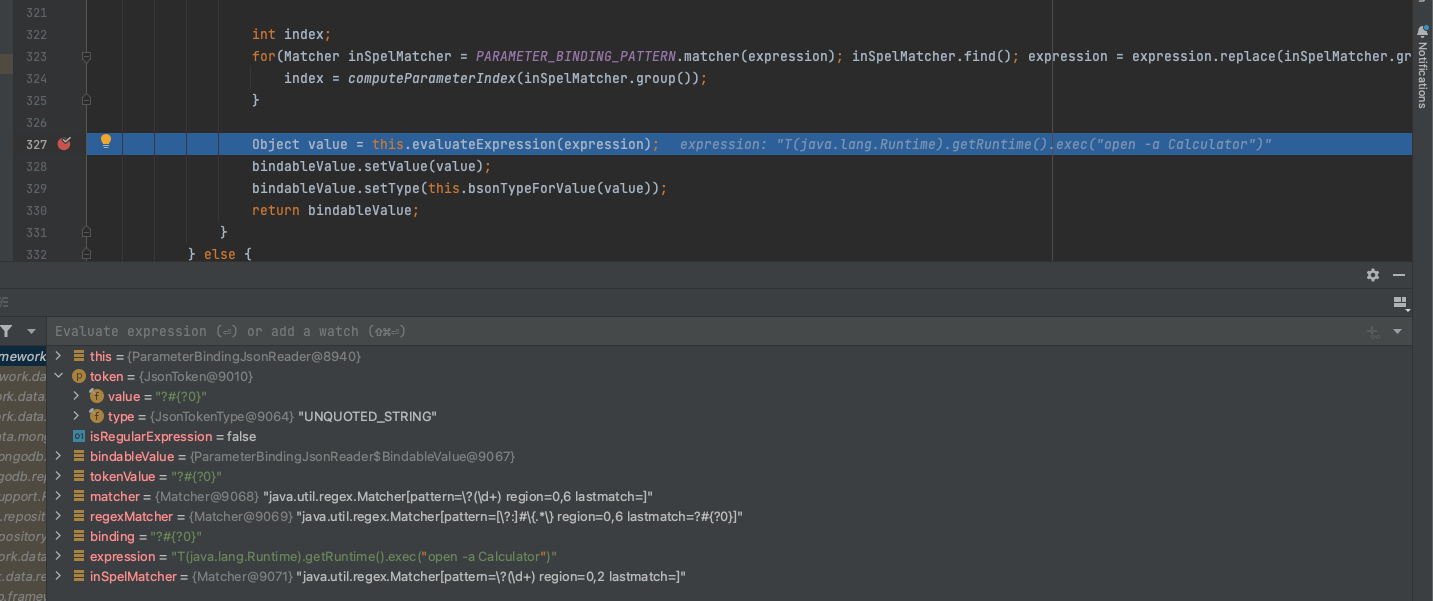 321
322 int index;
323 for(Matcher inSpelMatcher = PARAMETER_BINDING_PATTERN.matcher(expression); inSpelMatcher.find(); expression = expression.replace(inSpelMatcher.gr
324 index = computeParameterIndex(inSpelMatcher.group());
325 }
326
327 Object value = this.evaluateExpression(expression); expression: "T(java.lang.Runtime).getRuntime().exec("open -a Calculator")"
328 bindableValue.setValue(value);
329 bindableValue.setType(this.bsonTypeForValue(value));
330 return bindableValue;
331 }
332 } else {
Notifications
Evaluate expression (⏎) or add a watch (⇧⌘⏎)
mework this = {ParameterBindingJsonReader@8940}
work.da token = {JsonToken@9010}
ork.data value = "?#{?0}"
ork.data. type = {JsonTokenType@9064} "UNQUOTED_STRING"
ata.mong isRegularExpression = false
ongodb. bindableValue = {ParameterBindingJsonReader$BindableValue@9067}
godb.rep tokenValue = "?#{?0}"
upport.R matcher = {Matcher@9068} "java.util.regex.Matcher[pattern=\?(\d+) region=0,6 lastmatch=]"
.reposit regexMatcher = {Matcher@9069} "java.util.regex.Matcher[pattern=[\?:]#\{.*\} region=0,6 lastmatch=?#{?0}]"
pository binding = "?#{?0}"
work.data expression = "T(java.lang.Runtime).getRuntime().exec("open -a Calculator")"
k.data.re inSpelMatcher = {Matcher@9071} "java.util.regex.Matcher[pattern=\?(\d+) region=0,2 lastmatch=]"
g.framew